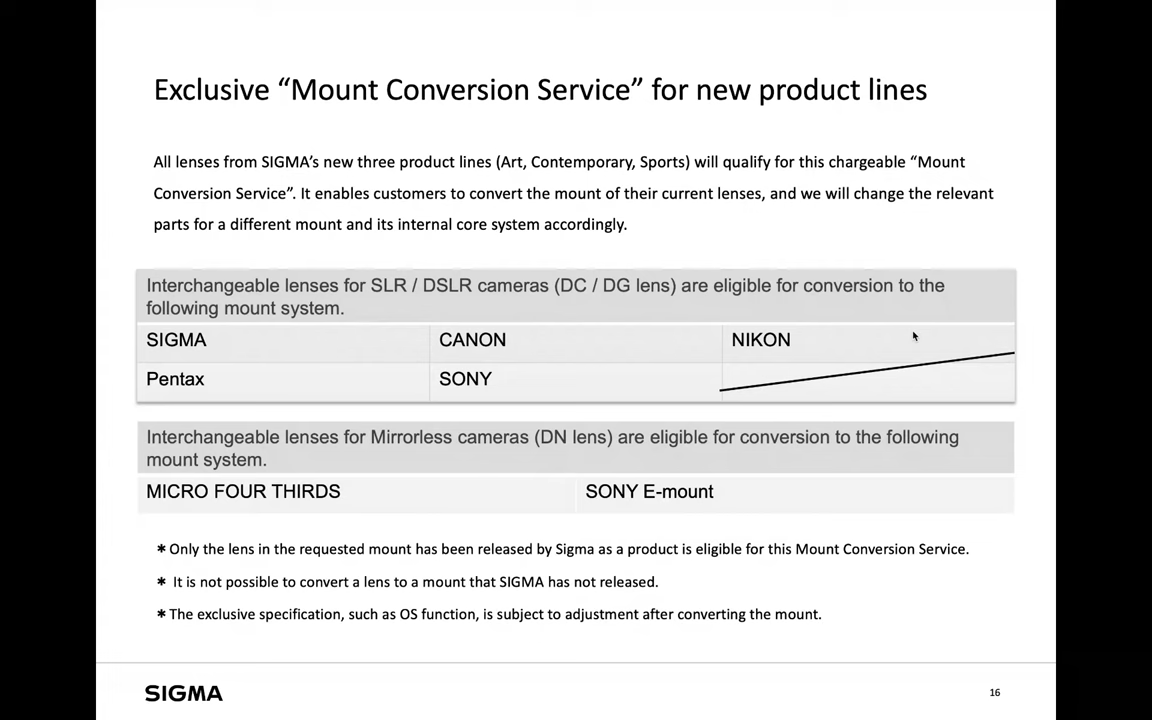 Exclusive “Mount Conversion Service” for new product lines
All lenses from SIGMA’s new three product lines (Art, Contemporary, Sports) will qualify for this chargeable “Mount
Conversion Service”. It enables customers to convert the mount of their current lenses, and we will change the relevant
parts for a different mount and its internal core system accordingly.
Interchangeable lenses for SLR / DSLR cameras (DC / DG lens) are eligible for conversion to the
following mount system.
SIGMA CANON NIKON
Pentax SONY
Interchangeable lenses for Mirrorless cameras (DN lens) are eligible for conversion to the following
mount system.
MICRO FOUR THIRDS SONY E-mount
＊Only the lens in the requested mount has been released by Sigma as a product is eligible for this Mount Conversion Service.
＊ It is not possible to convert a lens to a mount that SIGMA has not released.
＊The exclusive specification, such as OS function, is subject to adjustment after converting the mount.
SIGMA 16